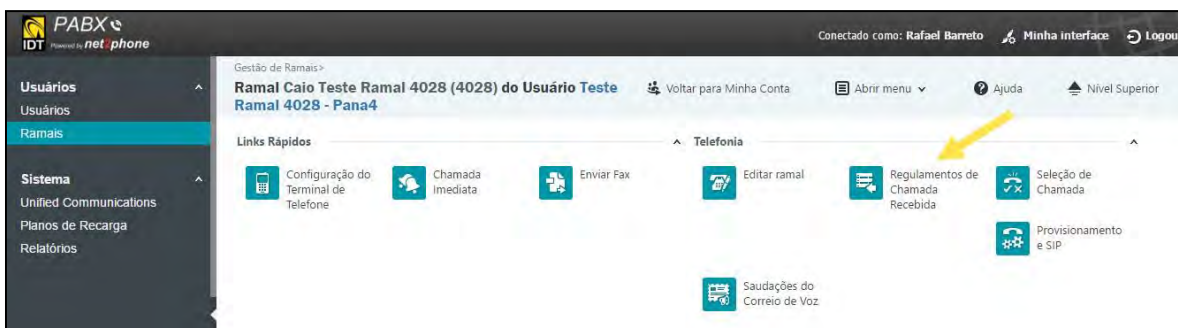 PABX
IDT Powered by net2phone
Conectado como: Rafael Barreto
Minha interface
Logou
Usuários
Usuários
Ramais
Sistema
Unified Communications
Planos de Recarga
Relatórios
Gestão de Ramais>
Ramal Caio Teste Ramal 4028 (4028) do Usuário Teste
Ramal 4028 - Pana4
Voltar para Minha Conta
Abrir menu
Ajuda
Nível Superior
Links Rápidos
Configuração do
Terminal de
Telefone
Chamada
Imediata
Enviar Fax
Telefonia
Editar ramal
Regulamentos de
Chamada
Recebida
Seleção de
Chamada
Provisionamento
e SIP
Saudações do
Correio de Voz